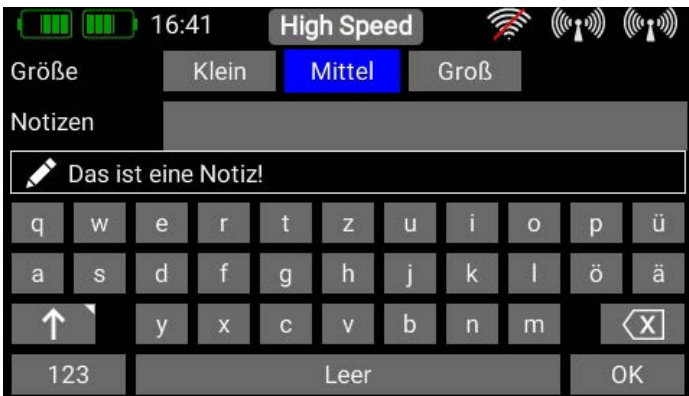 16:41 High Speed
Größe Klein Mittel Groß
Notizen
Das ist eine Notiz!
q w e r t z u i o p ü
a s d f g h j k l ö ä
y x c v b n m X
123 Leer OK